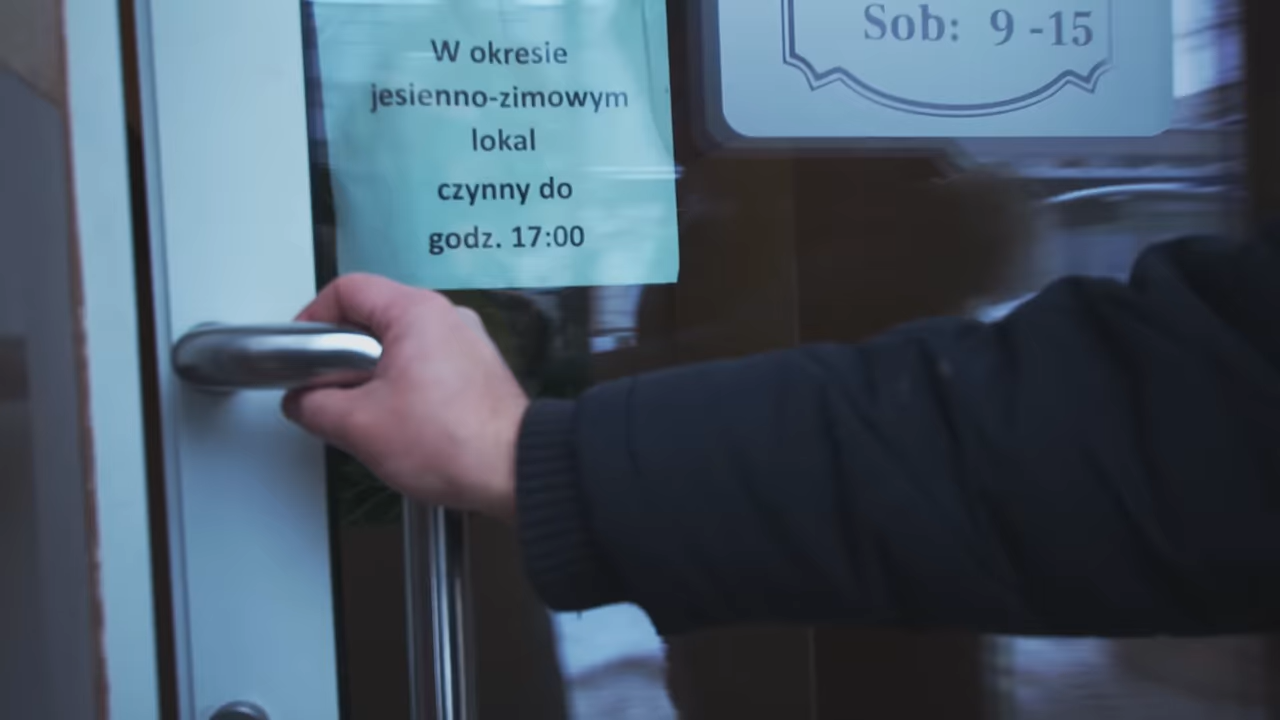 W okresie
jesienno-zimowym
lokal
czynny do
godz. 17:00
Sob: 9 -15